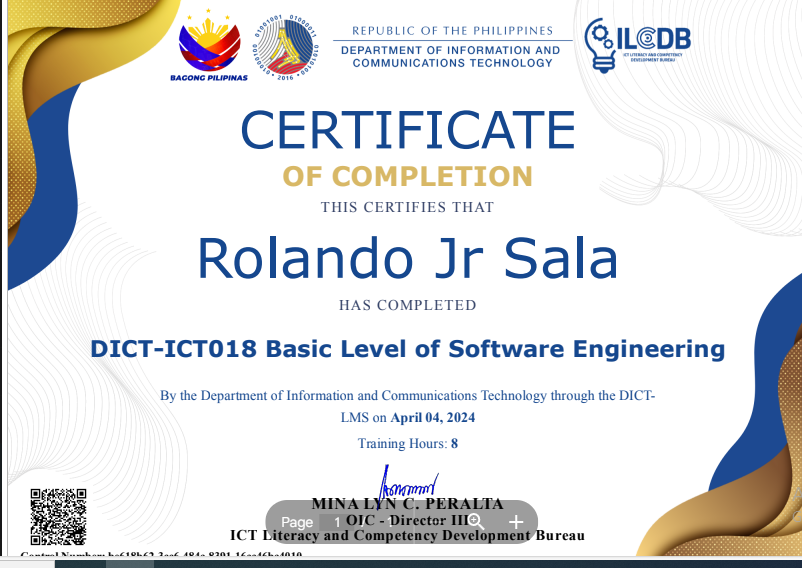 BAGONG PILIPINAS
01001001 01000011 01010100 • 2016 •
REPUBLIC OF THE PHILIPPINES
DEPARTMENT OF INFORMATION AND
COMMUNICATIONS TECHNOLOGY
ILCDB
ICT LITERACY AND COMPETENCY
DEVELOPMENT BUREAU
CERTIFICATE
OF COMPLETION
THIS CERTIFIES THAT
Rolando Jr Sala
HAS COMPLETED
DICT-ICT018 Basic Level of Software Engineering
By the Department of Information and Communications Technology through the DICT-
LMS on April 04, 2024
Training Hours: 8
MINA LYN C. PERALTA
Page 1
OIC - Director III
ICT Literacy and Competency Development Bureau
Control Number: